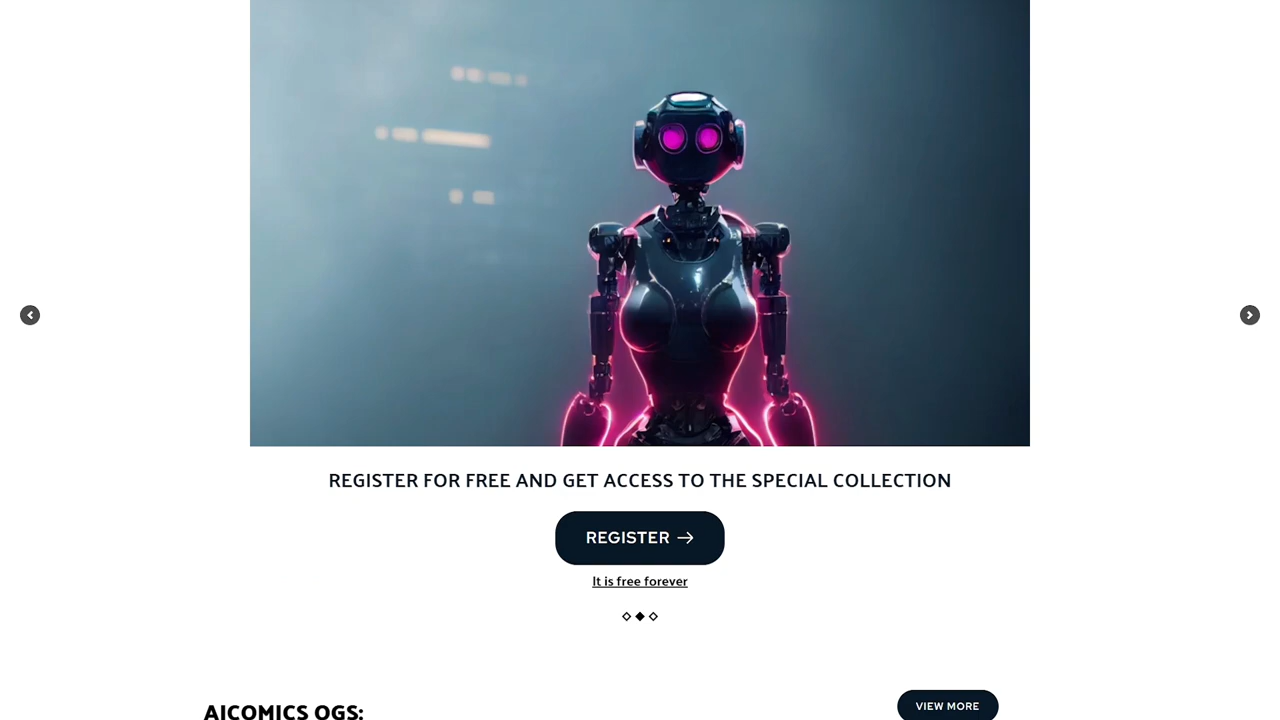 REGISTER FOR FREE AND GET ACCESS TO THE SPECIAL COLLECTION
REGISTER →
It is free forever
AICOMICS OGS:
VIEW MORE